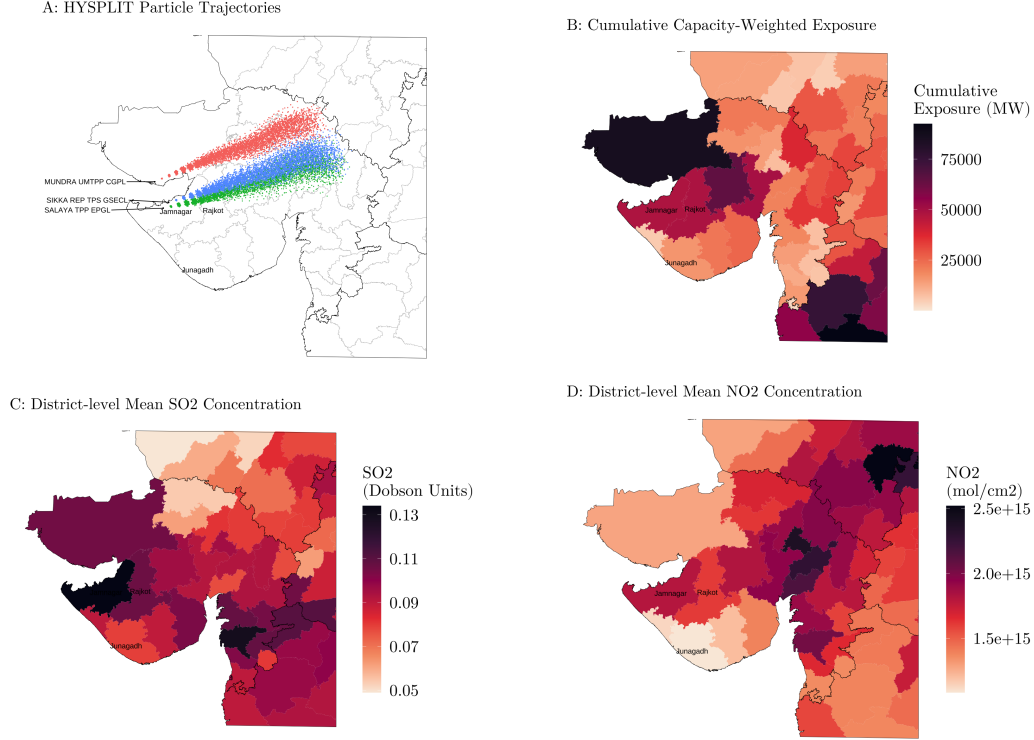 A: HYSPLIT Particle Trajectories
MUNDRA UMTPP CGPL
SIKKA REP TPS GSECL
SALAYA TPP EPGL
Jamnagar
Rajkot
Junagadh
B: Cumulative Capacity-Weighted Exposure
Jamnagar
Rajkot
Junagadh
Cumulative
Exposure (MW)
75000
50000
25000
C: District-level Mean SO2 Concentration
Rajkot
Junagadh
SO2
(Dobson Units)
0.13
0.11
0.09
0.07
0.05
D: District-level Mean NO2 Concentration
Jamnagar
Rajkot
Junagadh
NO2
(mol/cm2)
2.5e+15
2.0e+15
1.5e+15